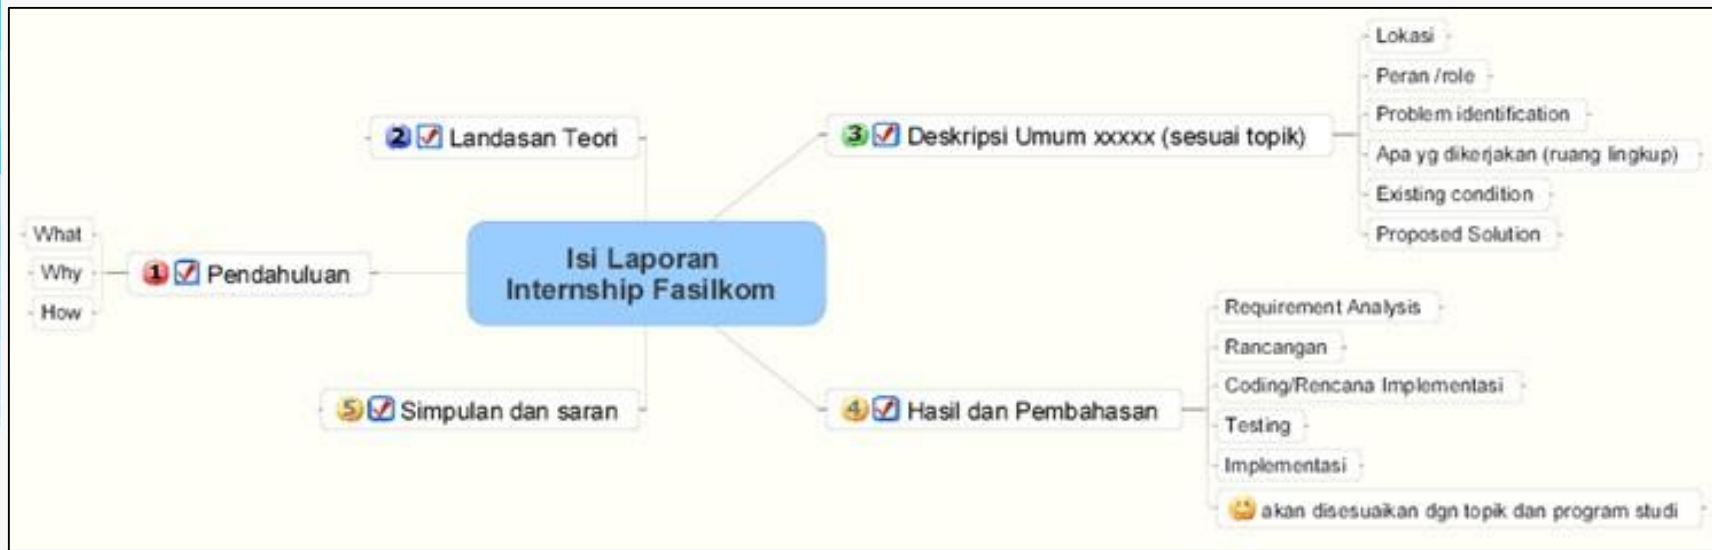 Isi Laporan
Internship Fasilkom
1 Pendahuluan
What
Why
How
2 Landasan Teori
3 Deskripsi Umum xxxxx (sesuai topik)
Lokasi
Peran /role
Problem identification
Apa yg dikerjakan (ruang lingkup)
Existing condition
Proposed Solution
4 Hasil dan Pembahasan
Requirement Analysis
Rancangan
Coding/Rencana Implementasi
Testing
Implementasi
akan disesuaikan dgn topik dan program studi
5 Simpulan dan saran